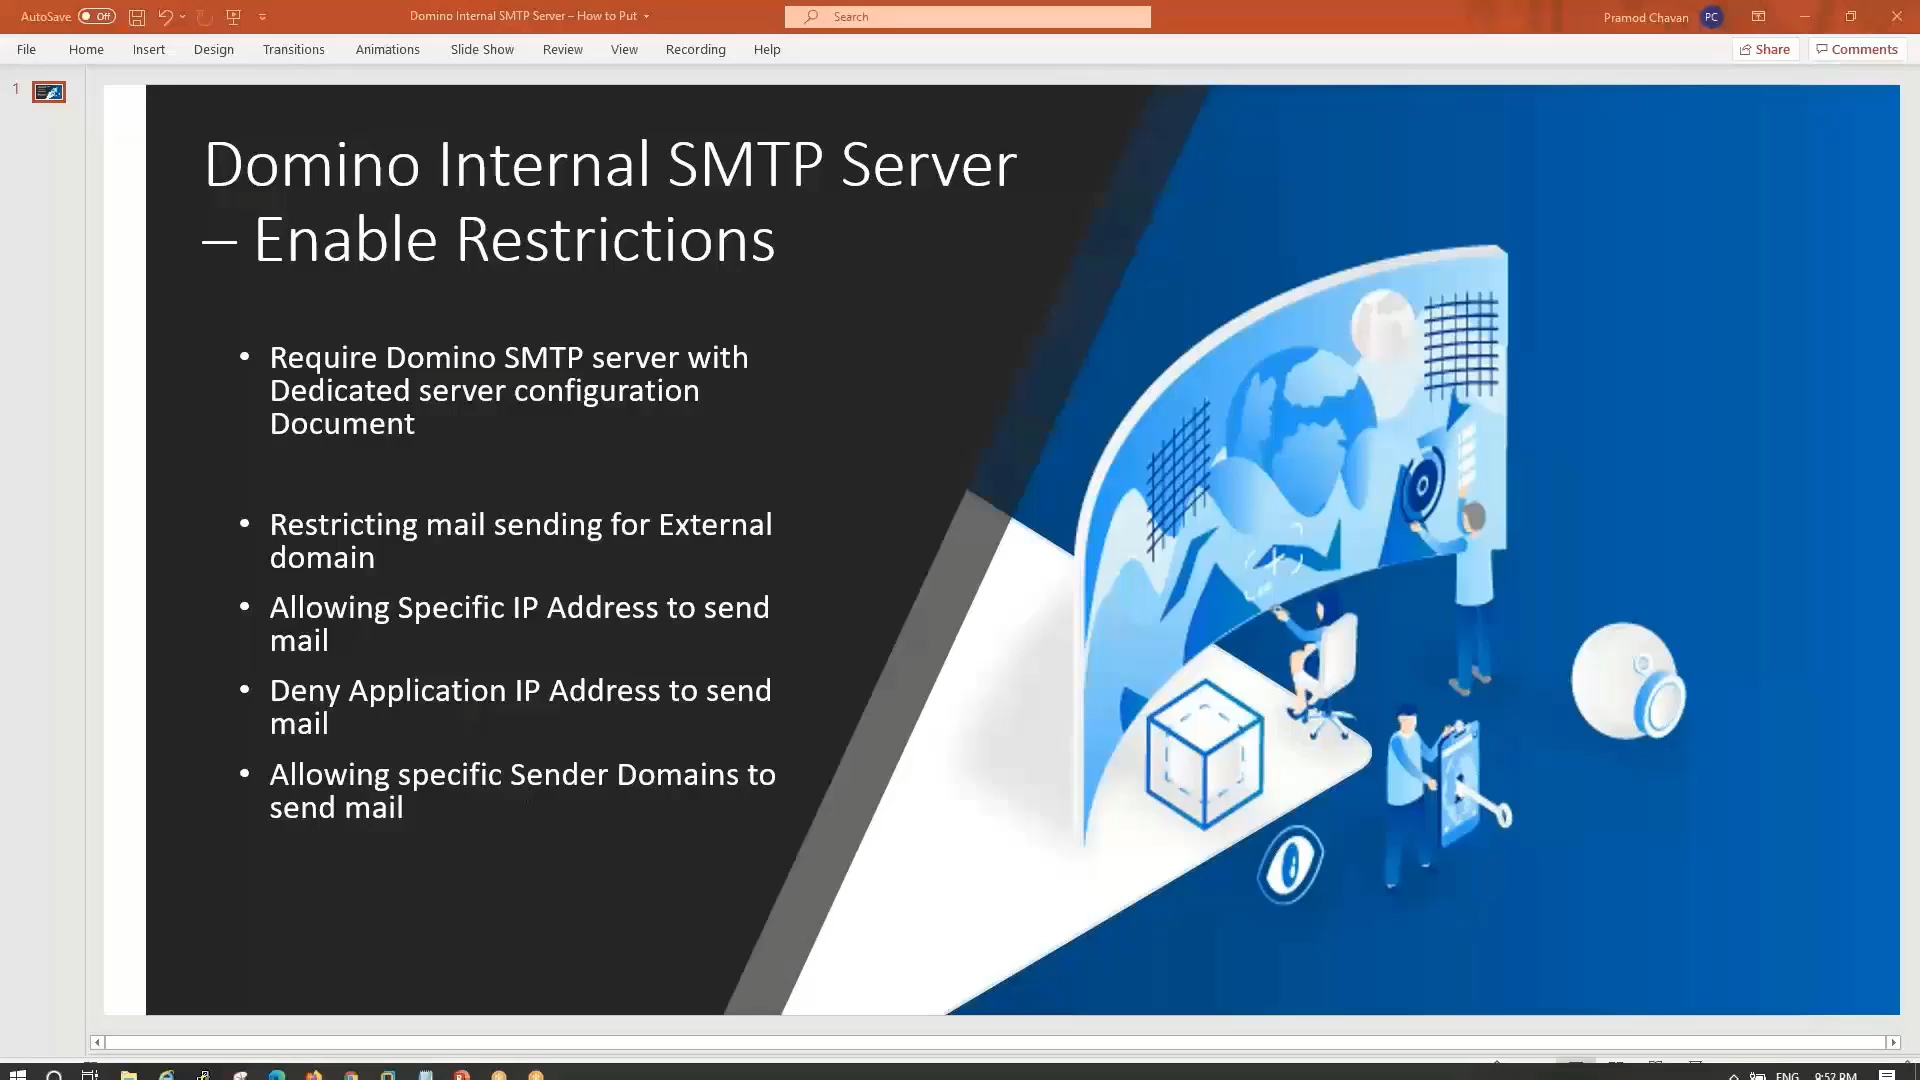 AutoSave Off Domino Internal SMTP Server – How to Put Search Pramod Chavan PC
File Home Insert Design Transitions Animations Slide Show Review View Recording Help Share Comments
1
Domino Internal SMTP Server
– Enable Restrictions
• Require Domino SMTP server with
Dedicated server configuration
Document
• Restricting mail sending for External
domain
• Allowing Specific IP Address to send
mail
• Deny Application IP Address to send
mail
• Allowing specific Sender Domains to
send mail
ENG 9:52 PM